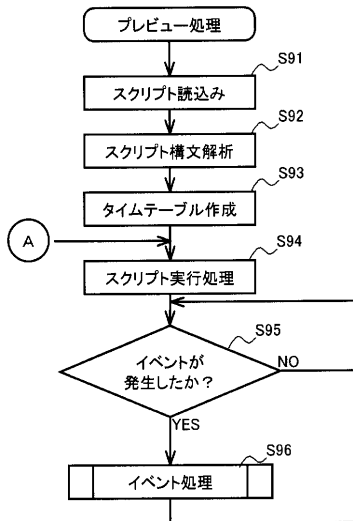 プレビュー処理
S91
スクリプト読込み
S92
スクリプト構文解析
S93
タイムテーブル作成
A
S94
スクリプト実行処理
S95
イベントが
発生したか？
NO
YES
S96
イベント処理